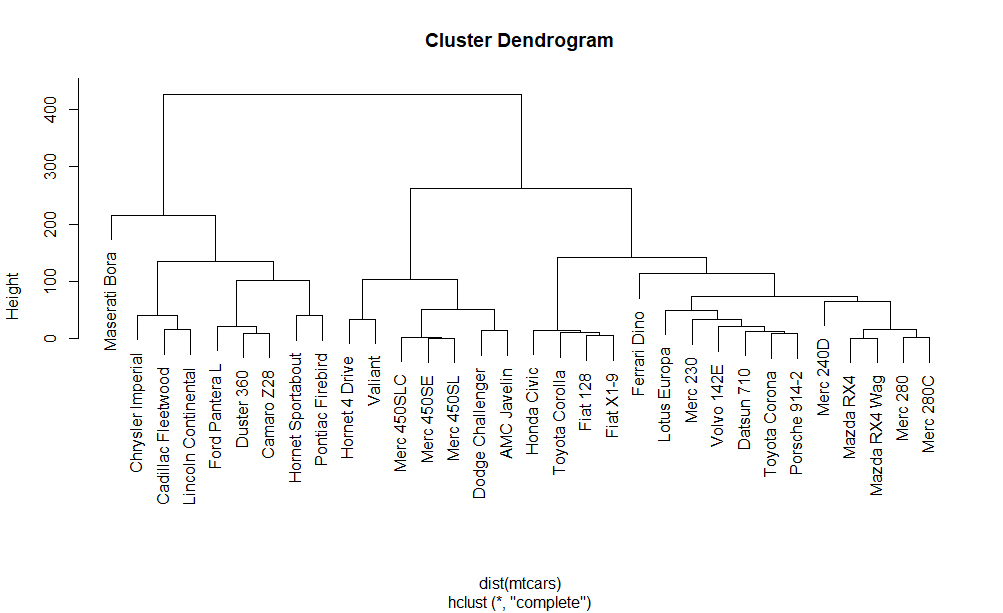 Cluster Dendrogram
Height
0
100
200
300
400
Maserati Bora
Chrysler Imperial
Cadillac Fleetwood
Lincoln Continental
Ford Pantera L
Duster 360
Camaro Z28
Hornet Sportabout
Pontiac Firebird
Hornet 4 Drive
Valiant
Merc 450SLC
Merc 450SE
Merc 450SL
Dodge Challenger
AMC Javelin
Honda Civic
Toyota Corolla
Fiat 128
Fiat X1-9
Ferrari Dino
Lotus Europa
Merc 230
Volvo 142E
Datsun 710
Toyota Corona
Porsche 914-2
Merc 240D
Mazda RX4
Mazda RX4 Wag
Merc 280
Merc 280C
dist(mtcars)
hclust (*, "complete")